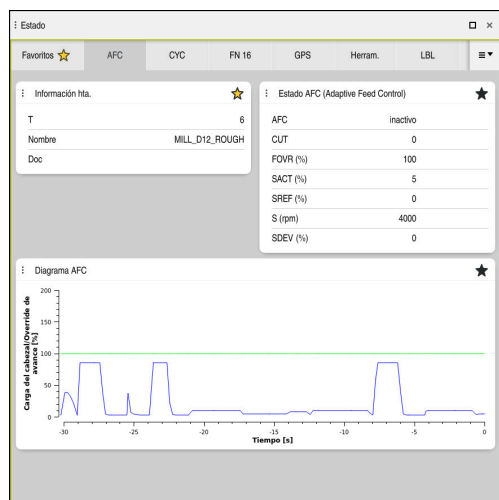 Estado
Favoritos AFC CYC FN 16 GPS Herram. LBL
Información hta.
T 6
Nombre MILL_D12_ROUGH
Doc
Estado AFC (Adaptive Feed Control)
AFC inactivo
CUT 0
FOVR (%) 100
SACT (%) 5
SREF (%) 0
S (rpm) 4000
SDEV (%) 0
Diagrama AFC
Carga del cabezal/Override de
avance [%]
200
150
100
50
0
-30 -25 -20 -15 -10 -5 0
Tiempo [s]